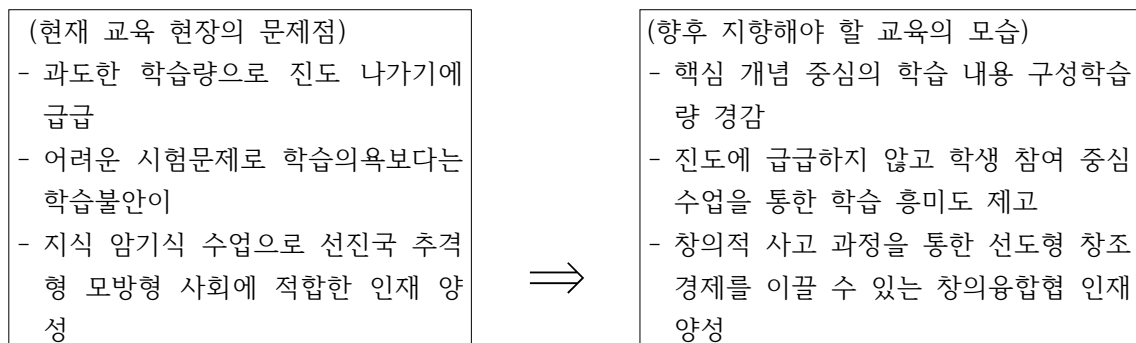 (현재 교육 현장의 문제점)
- 과도한 학습량으로 진도 나가기에
급급
- 어려운 시험문제로 학습의욕보다는
학습불안이
- 지식 암기식 수업으로 선진국 추격
형 모방형 사회에 적합한 인재 양
성
⇒
(향후 지향해야 할 교육의 모습)
- 핵심 개념 중심의 학습 내용 구성학습
량 경감
- 진도에 급급하지 않고 학생 참여 중심
수업을 통한 학습 흥미도 제고
- 창의적 사고 과정을 통한 선도형 창조
경제를 이끌 수 있는 창의융합협 인재
양성